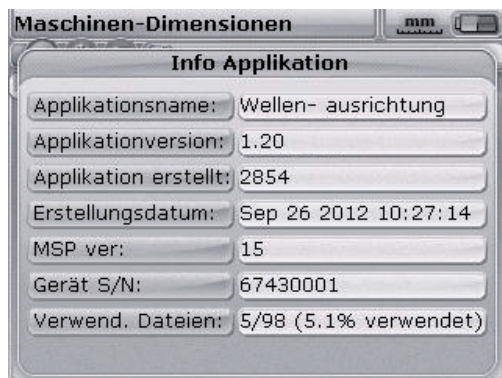 Maschinen-Dimensionen mm
Info Applikation
Applikationsname: Wellen- ausrichtung
Applikationversion: 1.20
Applikation erstellt: 2854
Erstellungsdatum: Sep 26 2012 10:27:14
MSP ver: 15
Gerät S/N: 67430001
Verwend. Dateien: 5/98 (5.1% verwendet)